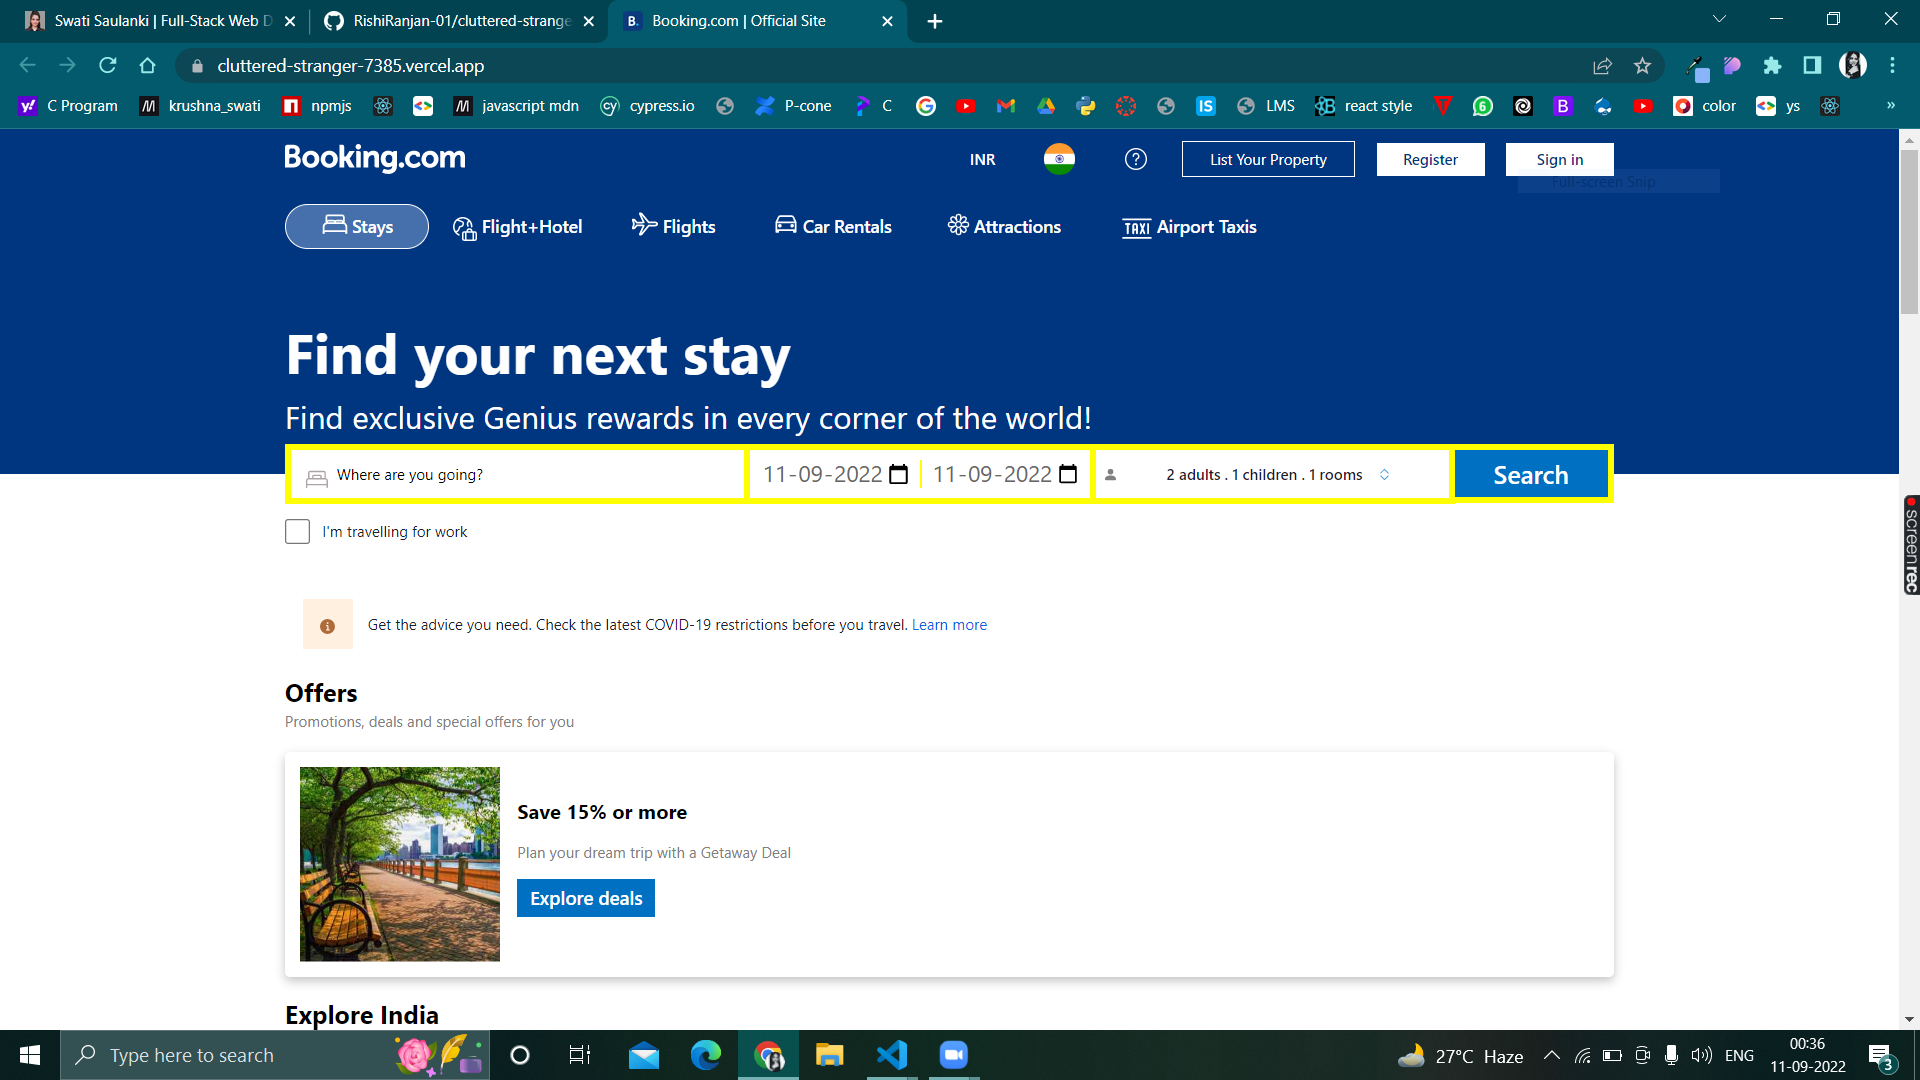 Swati Saulanki | Full-Stack Web D
RishiRanjan-01/cluttered-strange
B. Booking.com | Official Site
cluttered-stranger-7385.vercel.app
C Program
krushna_swati
npmjs
javascript mdn
cypress.io
P-cone
C
LMS
react style
color
ys
»
Booking.com
INR
List Your Property
Register
Sign in
Full-screen Snip
Stays
Flight+Hotel
Flights
Car Rentals
Attractions
TAXI Airport Taxis
Find your next stay
Find exclusive Genius rewards in every corner of the world!
Where are you going?
11-09-2022
11-09-2022
2 adults . 1 children . 1 rooms
Search
I'm travelling for work
screenrec
Get the advice you need. Check the latest COVID-19 restrictions before you travel. Learn more
Offers
Promotions, deals and special offers for you
Save 15% or more
Plan your dream trip with a Getaway Deal
Explore deals
Explore India
Type here to search
27°C Haze
ENG
00:36
11-09-2022
3